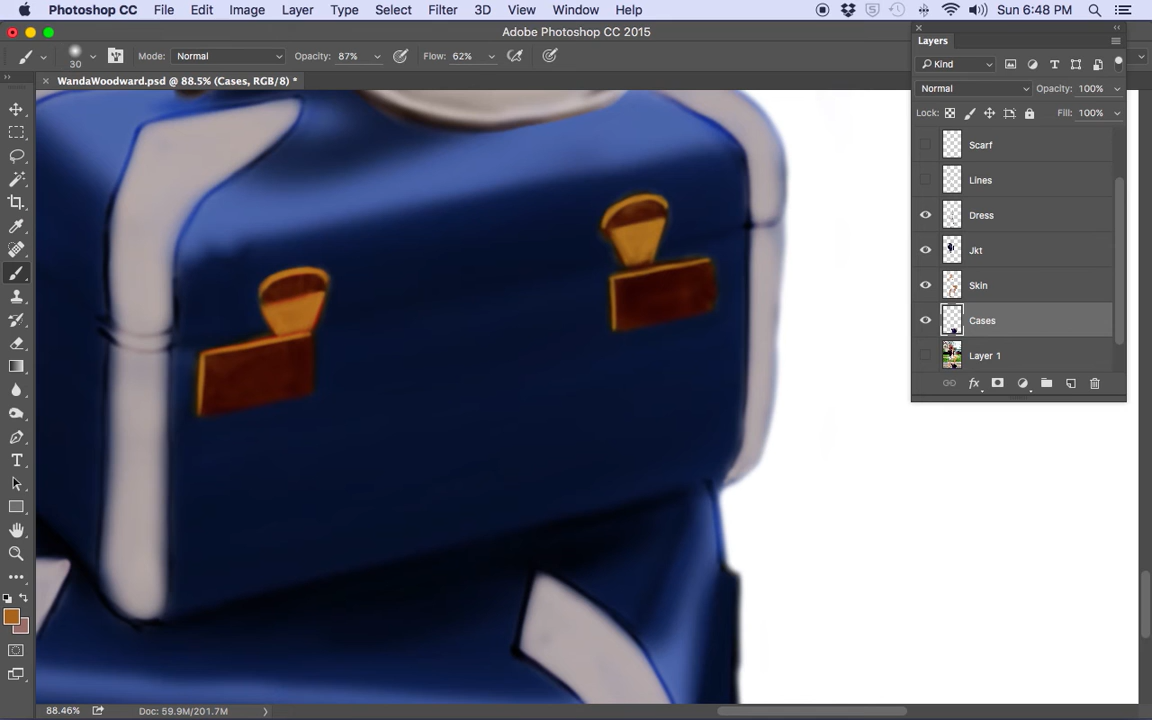 Photoshop CC File Edit Image Layer Type Select Filter 3D View Window Help Sun 6:48 PM
Adobe Photoshop CC 2015
30 Mode: Normal Opacity: 87% Flow: 62%
WandaWoodward.psd @ 88.5% (Cases, RGB/8) *
Layers
Kind
Normal Opacity: 100%
Lock: Fill: 100%
Scarf
Lines
Dress
Jkt
Skin
Cases
Layer 1
fx
88.46% Doc: 59.9M/201.7M